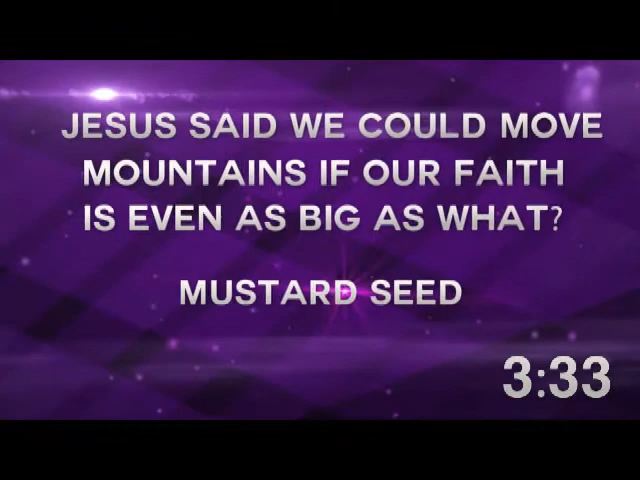 JESUS SAID WE COULD MOVE
MOUNTAINS IF OUR FAITH
IS EVEN AS BIG AS WHAT?
MUSTARD SEED
3:33